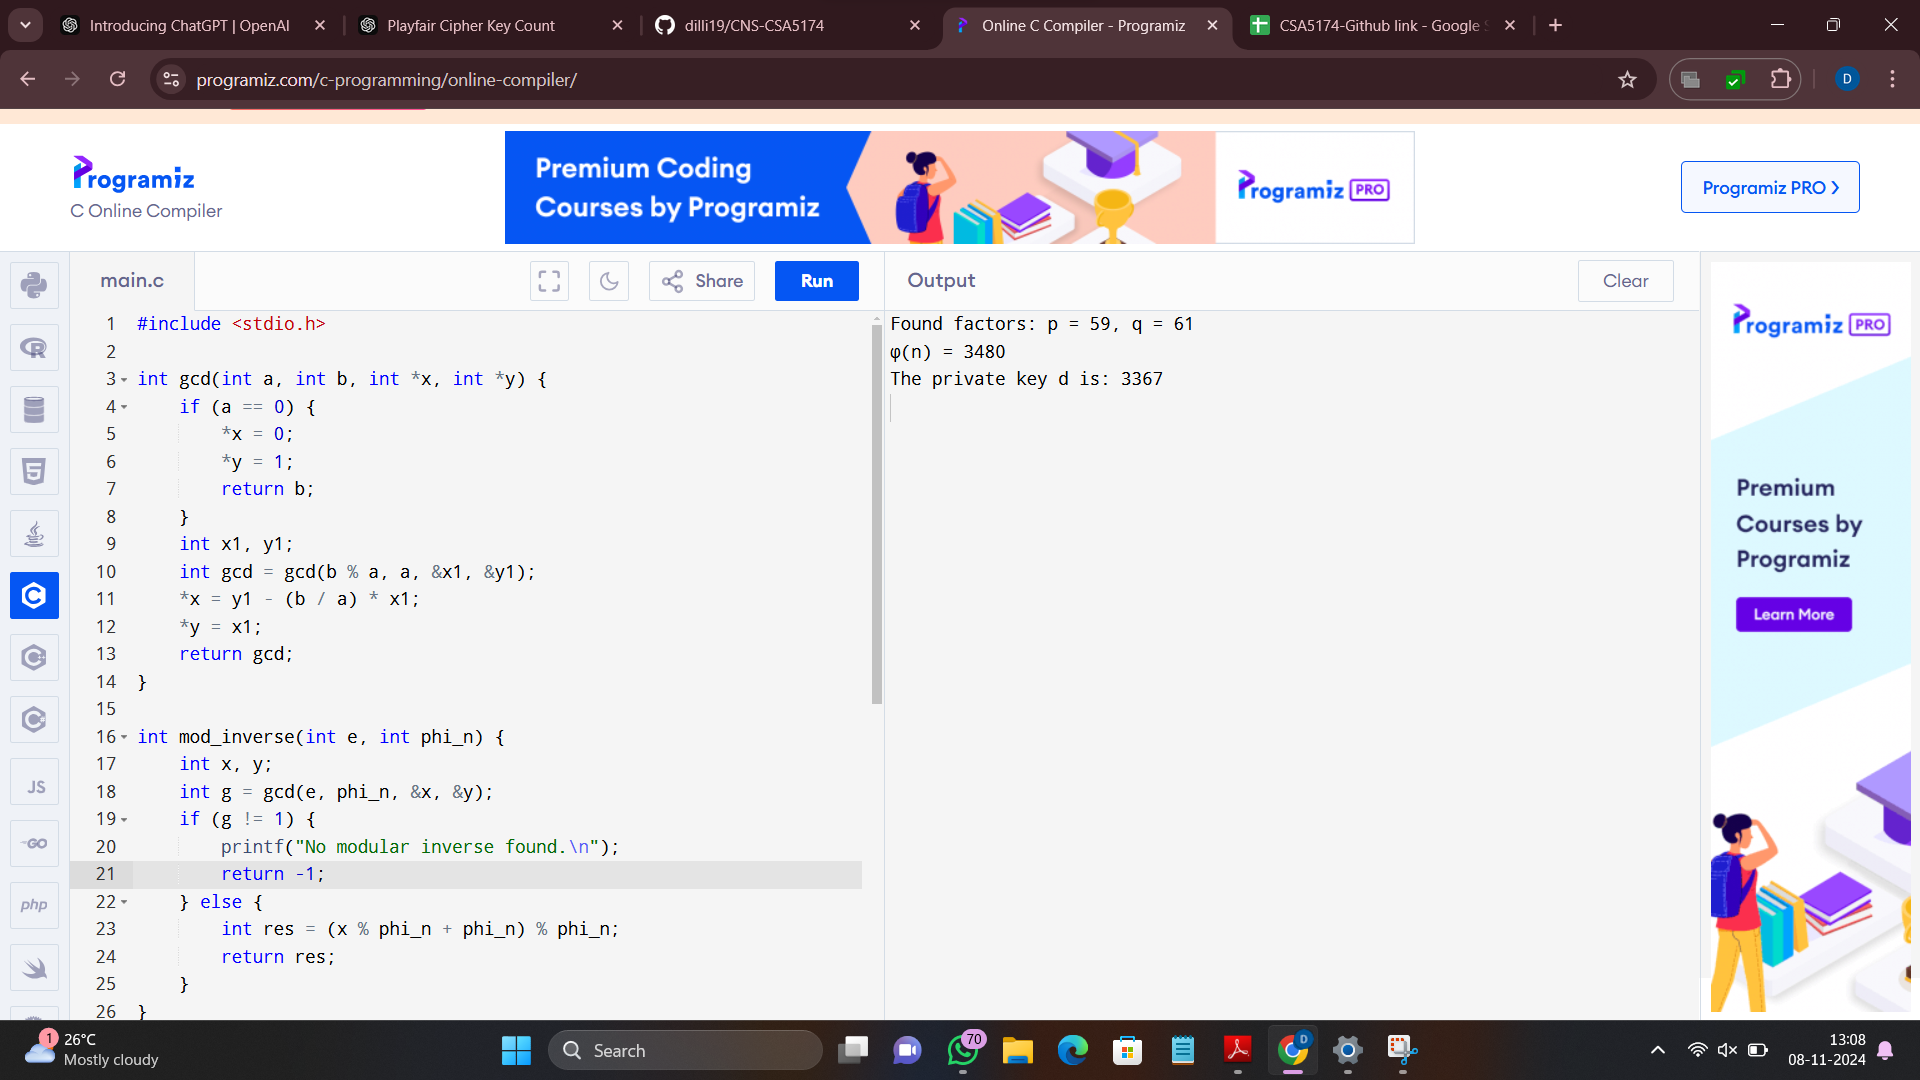 Introducing ChatGPT | OpenAI
Playfair Cipher Key Count
dilli19/CNS-CSA5174
Online C Compiler - Programiz
CSA5174-Github link - Google S
programiz.com/c-programming/online-compiler/
D
Programiz
C Online Compiler
Premium Coding
Courses by Programiz
Programiz PRO
Programiz PRO
main.c
Share
Run
Output
Clear
1 #include <stdio.h>
2
3 int gcd(int a, int b, int *x, int *y) {
4     if (a == 0) {
5         *x = 0;
6         *y = 1;
7         return b;
8     }
9     int x1, y1;
10     int gcd = gcd(b % a, a, &x1, &y1);
11     *x = y1 - (b / a) * x1;
12     *y = x1;
13     return gcd;
14 }
15
16 int mod_inverse(int e, int phi_n) {
17     int x, y;
18     int g = gcd(e, phi_n, &x, &y);
19     if (g != 1) {
20         printf("No modular inverse found.\n");
21         return -1;
22     } else {
23         int res = (x % phi_n + phi_n) % phi_n;
24         return res;
25     }
26 }
Found factors: p = 59, q = 61
φ(n) = 3480
The private key d is: 3367
JS
GO
php
Programiz PRO
Premium
Courses by
Programiz
Learn More
1
26°C
Mostly cloudy
Search
70
D
13:08
08-11-2024